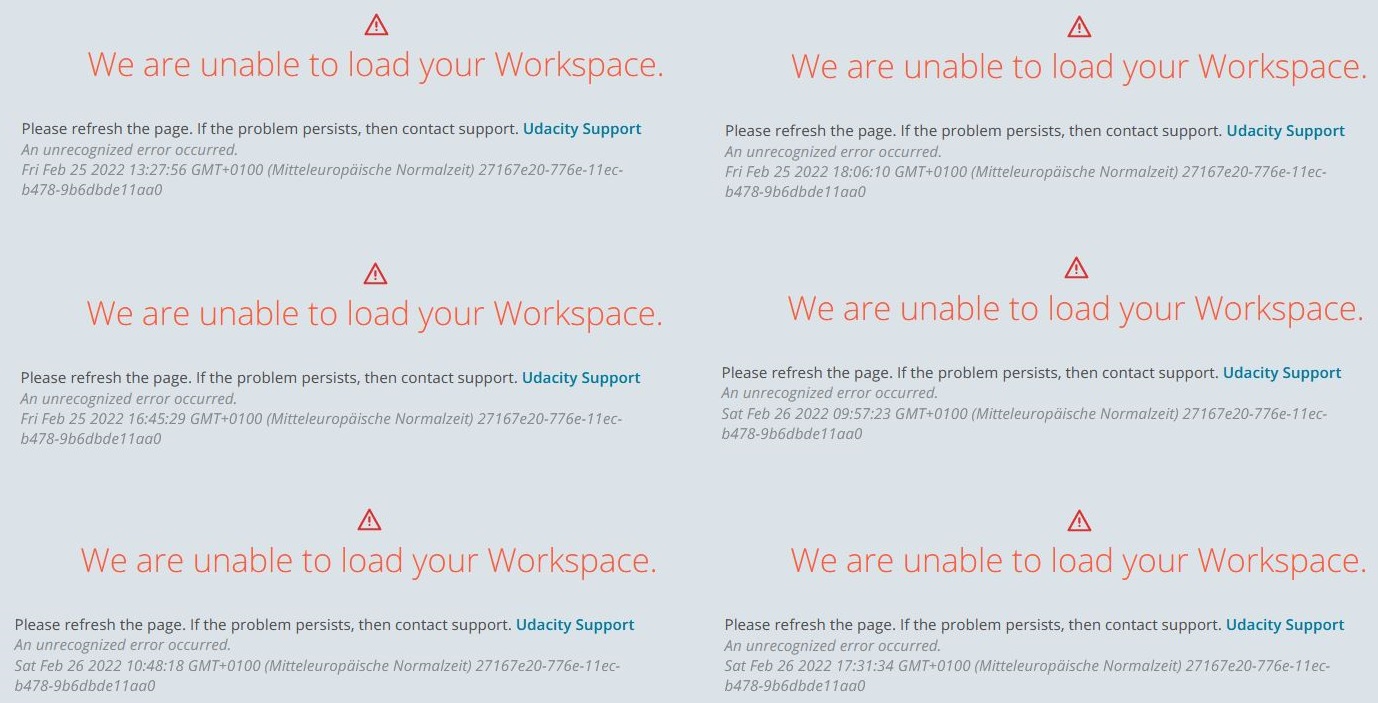 We are unable to load your Workspace.
Please refresh the page. If the problem persists, then contact support. Udacity Support
An unrecognized error occurred.
Fri Feb 25 2022 13:27:56 GMT+0100 (Mitteleuropäische Normalzeit) 27167e20-776e-11ec-
b478-9b6dbde11aa0
We are unable to load your Workspace.
Please refresh the page. If the problem persists, then contact support. Udacity Support
An unrecognized error occurred.
Fri Feb 25 2022 18:06:10 GMT+0100 (Mitteleuropäische Normalzeit) 27167e20-776e-11ec-
b478-9b6dbde11aa0
We are unable to load your Workspace.
Please refresh the page. If the problem persists, then contact support. Udacity Support
An unrecognized error occurred.
Fri Feb 25 2022 16:45:29 GMT+0100 (Mitteleuropäische Normalzeit) 27167e20-776e-11ec-
b478-9b6dbde11aa0
We are unable to load your Workspace.
Please refresh the page. If the problem persists, then contact support. Udacity Support
An unrecognized error occurred.
Sat Feb 26 2022 09:57:23 GMT+0100 (Mitteleuropäische Normalzeit) 27167e20-776e-11ec-
b478-9b6dbde11aa0
We are unable to load your Workspace.
Please refresh the page. If the problem persists, then contact support. Udacity Support
An unrecognized error occurred.
Sat Feb 26 2022 10:48:18 GMT+0100 (Mitteleuropäische Normalzeit) 27167e20-776e-11ec-
b478-9b6dbde11aa0
We are unable to load your Workspace.
Please refresh the page. If the problem persists, then contact support. Udacity Support
An unrecognized error occurred.
Sat Feb 26 2022 17:31:34 GMT+0100 (Mitteleuropäische Normalzeit) 27167e20-776e-11ec-
b478-9b6dbde11aa0